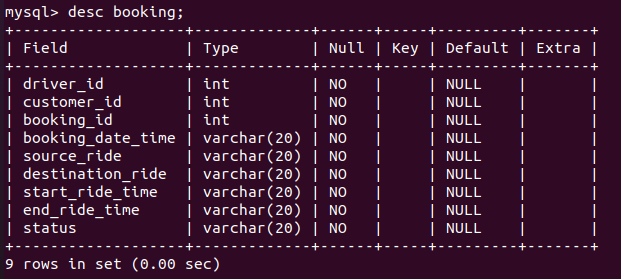 mysql> desc booking;
+-------------------+-------------+------+-----+---------+-------+
| Field             | Type        | Null | Key | Default | Extra |
+-------------------+-------------+------+-----+---------+-------+
| driver_id         | int         | NO   |     | NULL    |       |
| customer_id       | int         | NO   |     | NULL    |       |
| booking_id        | int         | NO   |     | NULL    |       |
| booking_date_time | varchar(20) | NO   |     | NULL    |       |
| source_ride       | varchar(20) | NO   |     | NULL    |       |
| destination_ride  | varchar(20) | NO   |     | NULL    |       |
| start_ride_time   | varchar(20) | NO   |     | NULL    |       |
| end_ride_time     | varchar(20) | NO   |     | NULL    |       |
| status            | varchar(20) | NO   |     | NULL    |       |
+-------------------+-------------+------+-----+---------+-------+
9 rows in set (0.00 sec)